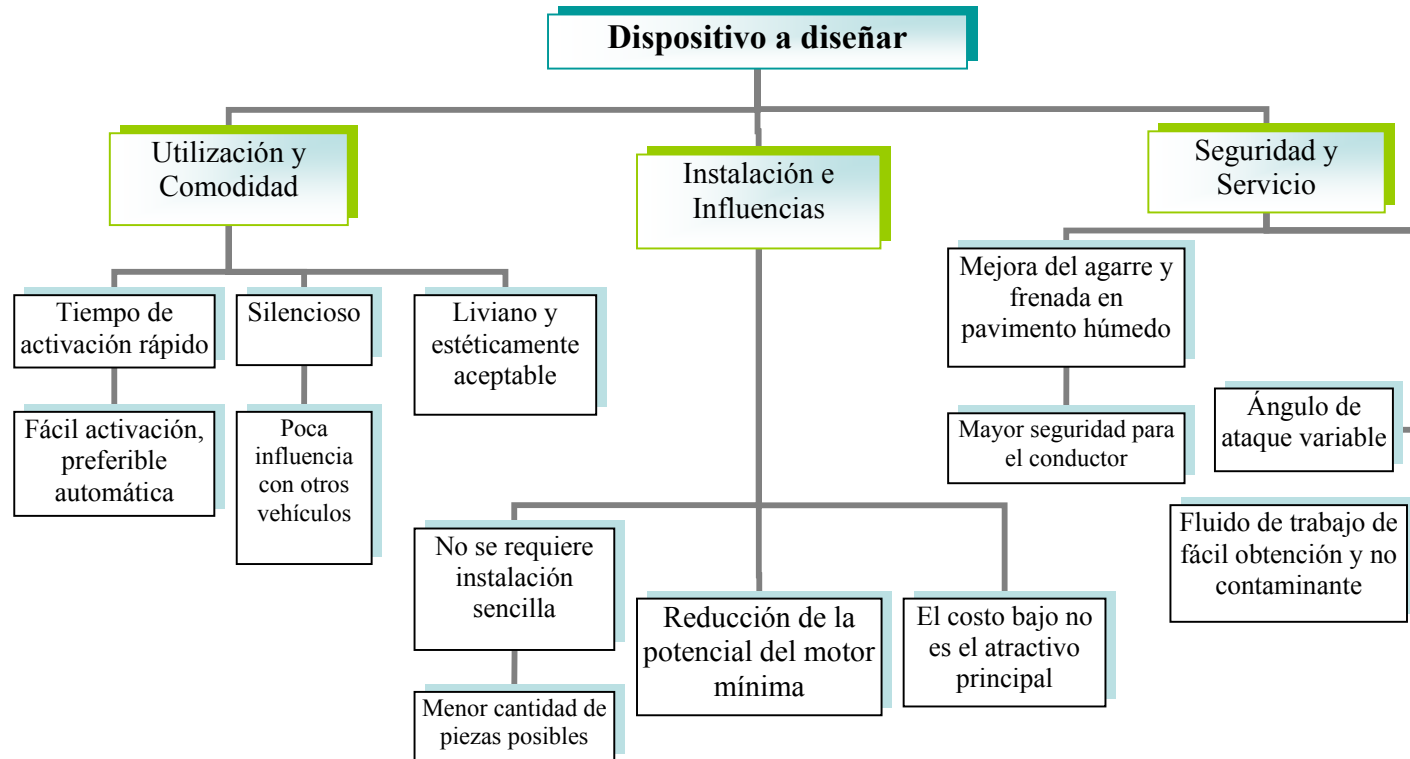 Dispositivo a diseñar
Utilización y
Comodidad
Instalación e
Influencias
Seguridad y
Servicio
Tiempo de
activación rápido
Silencioso
Liviano y
estéticamente
aceptable
Mejora del agarre y
frenada en
pavimento húmedo
Fácil activación,
preferible
automática
Poca
influencia
con otros
vehículos
Mayor seguridad para
el conductor
Ángulo de
ataque variable
No se requiere
instalación
sencilla
Reducción de la
potencial del motor
mínima
El costo bajo no
es el atractivo
principal
Fluido de trabajo de
fácil obtención y no
contaminante
Menor cantidad de
piezas posibles